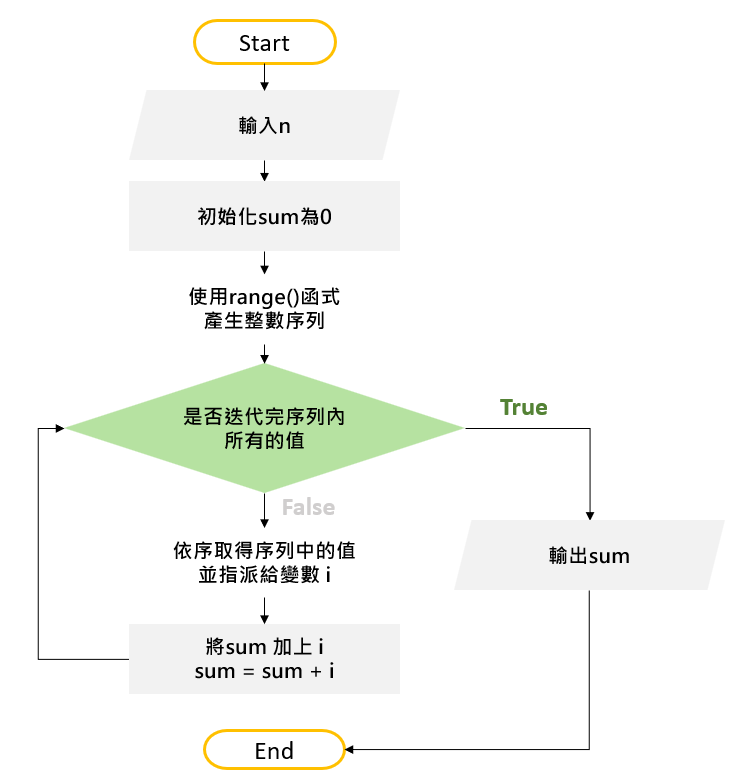 Start
輸入n
初始化sum為0
使用range()函式
產生整數序列
是否迭代完序列內
所有的值
True
False
依序取得序列中的值
並指派給變數 i
輸出sum
將sum 加上 i
sum = sum + i
End